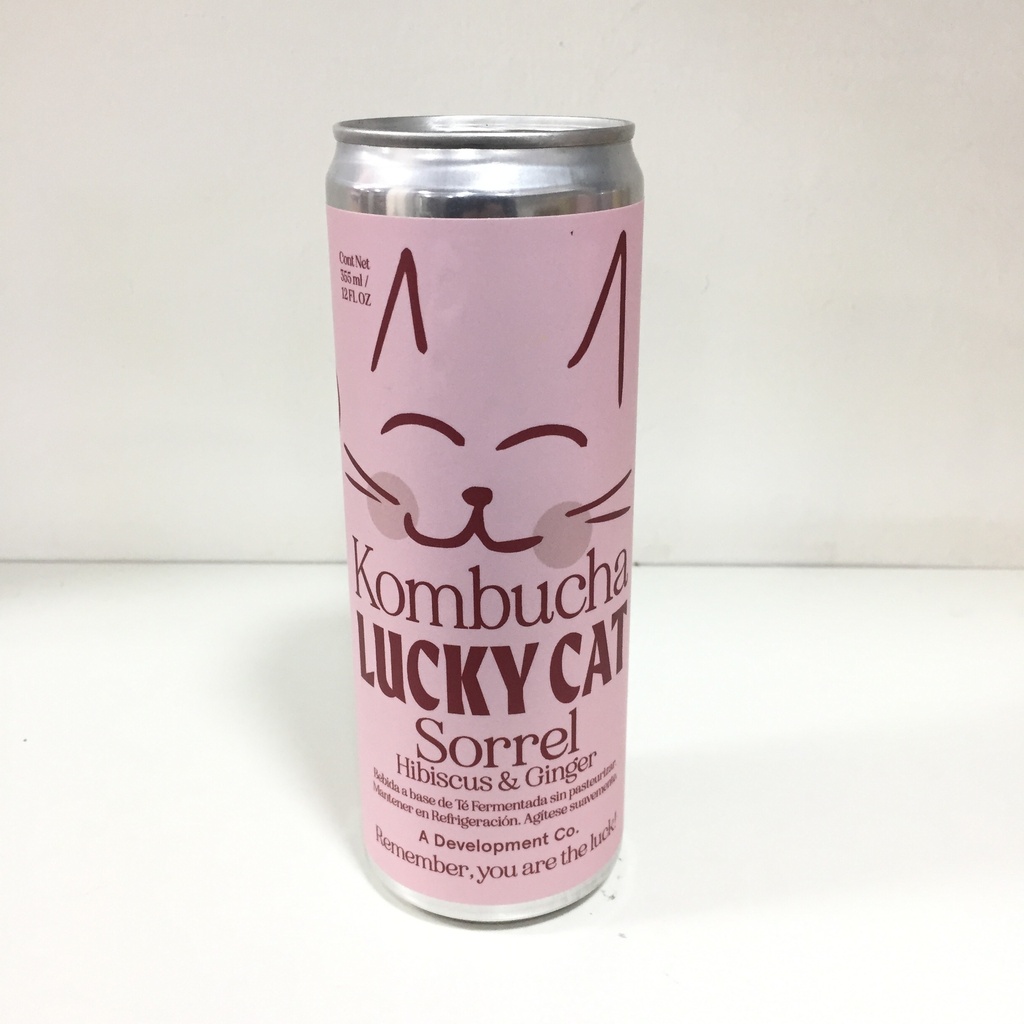 Cont Net
355 ml /
12 FL OZ
Kombucha
LUCKY CAT
Sorrel
Hibiscus & Ginger
Bebida a base de Té Fermentada sin pasteurizar.
Mantener en Refrigeración. Agítese suavemente.
A Development Co.
Remember, you are the luck!